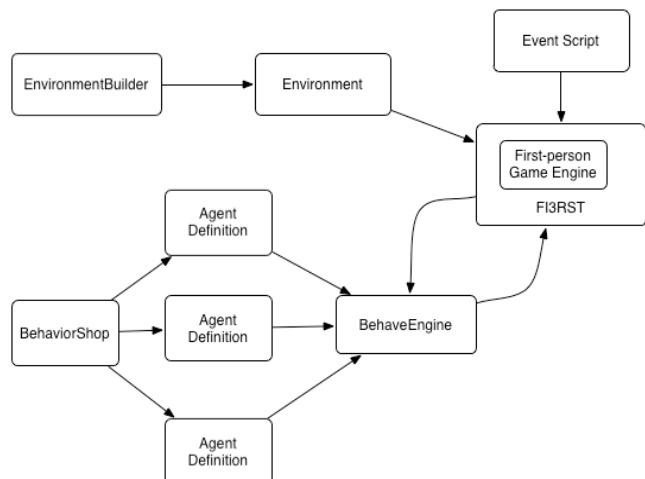 Event Script
EnvironmentBuilder
Environment
First-person
Game Engine
FI3RST
Agent
Definition
BehaviorShop
Agent
Definition
BehaveEngine
Agent
Definition